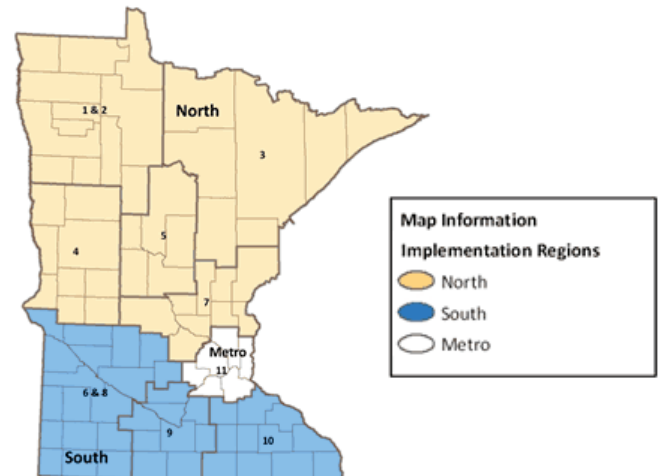 1 & 2
North
3
5
4
7
Metro
11
6 & 8
9
10
South
Map Information
Implementation Regions
North
South
Metro